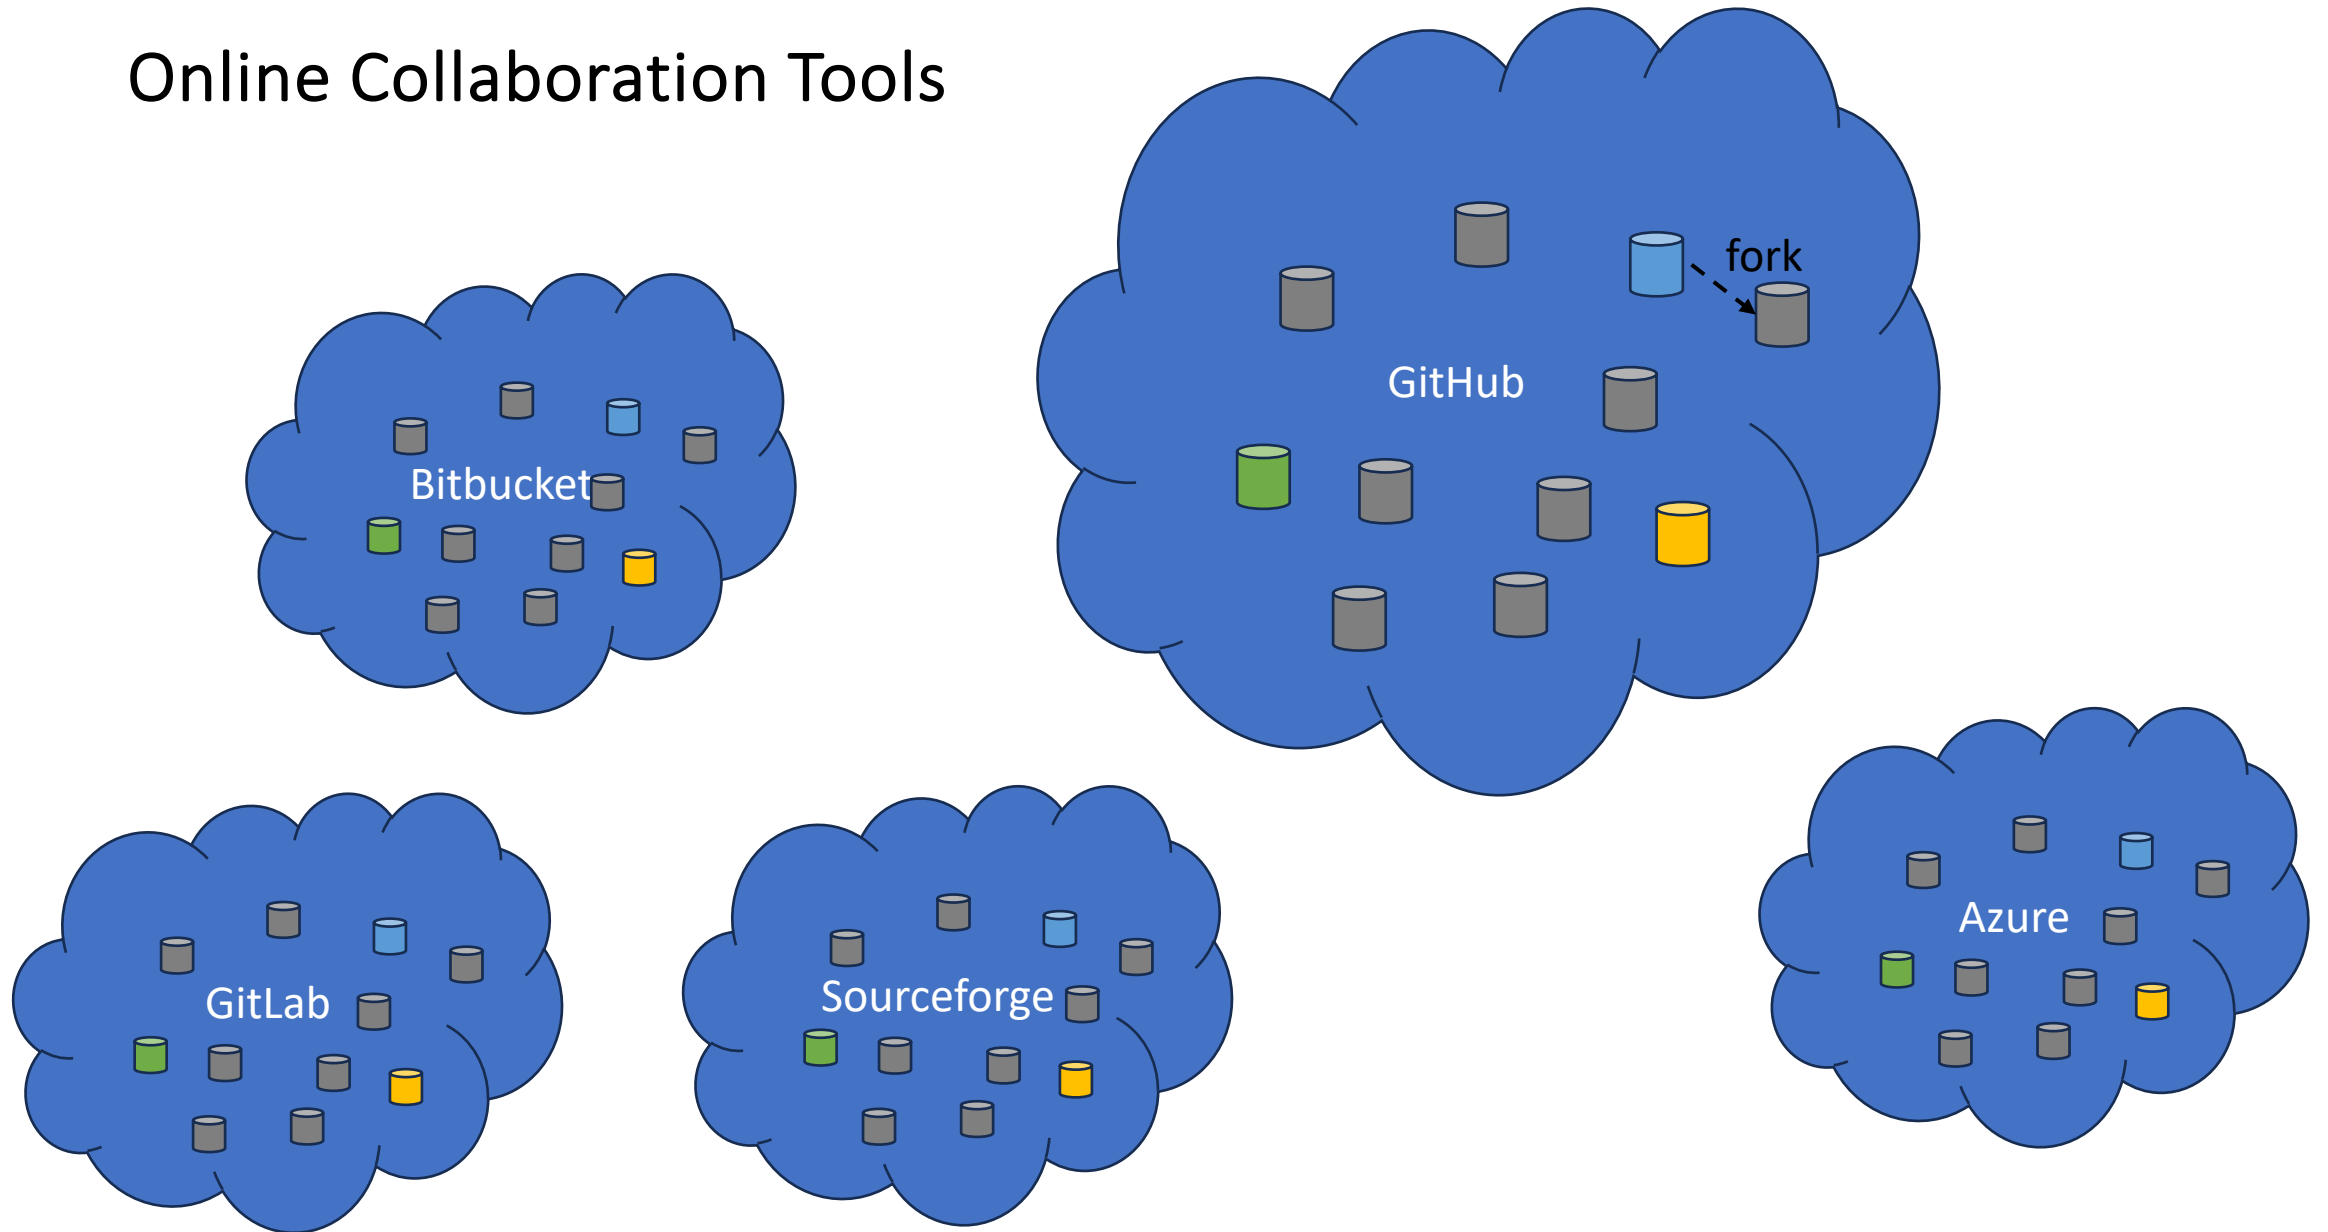 Online Collaboration Tools
fork
GitHub
Bitbucket
Azure
GitLab
Sourceforge